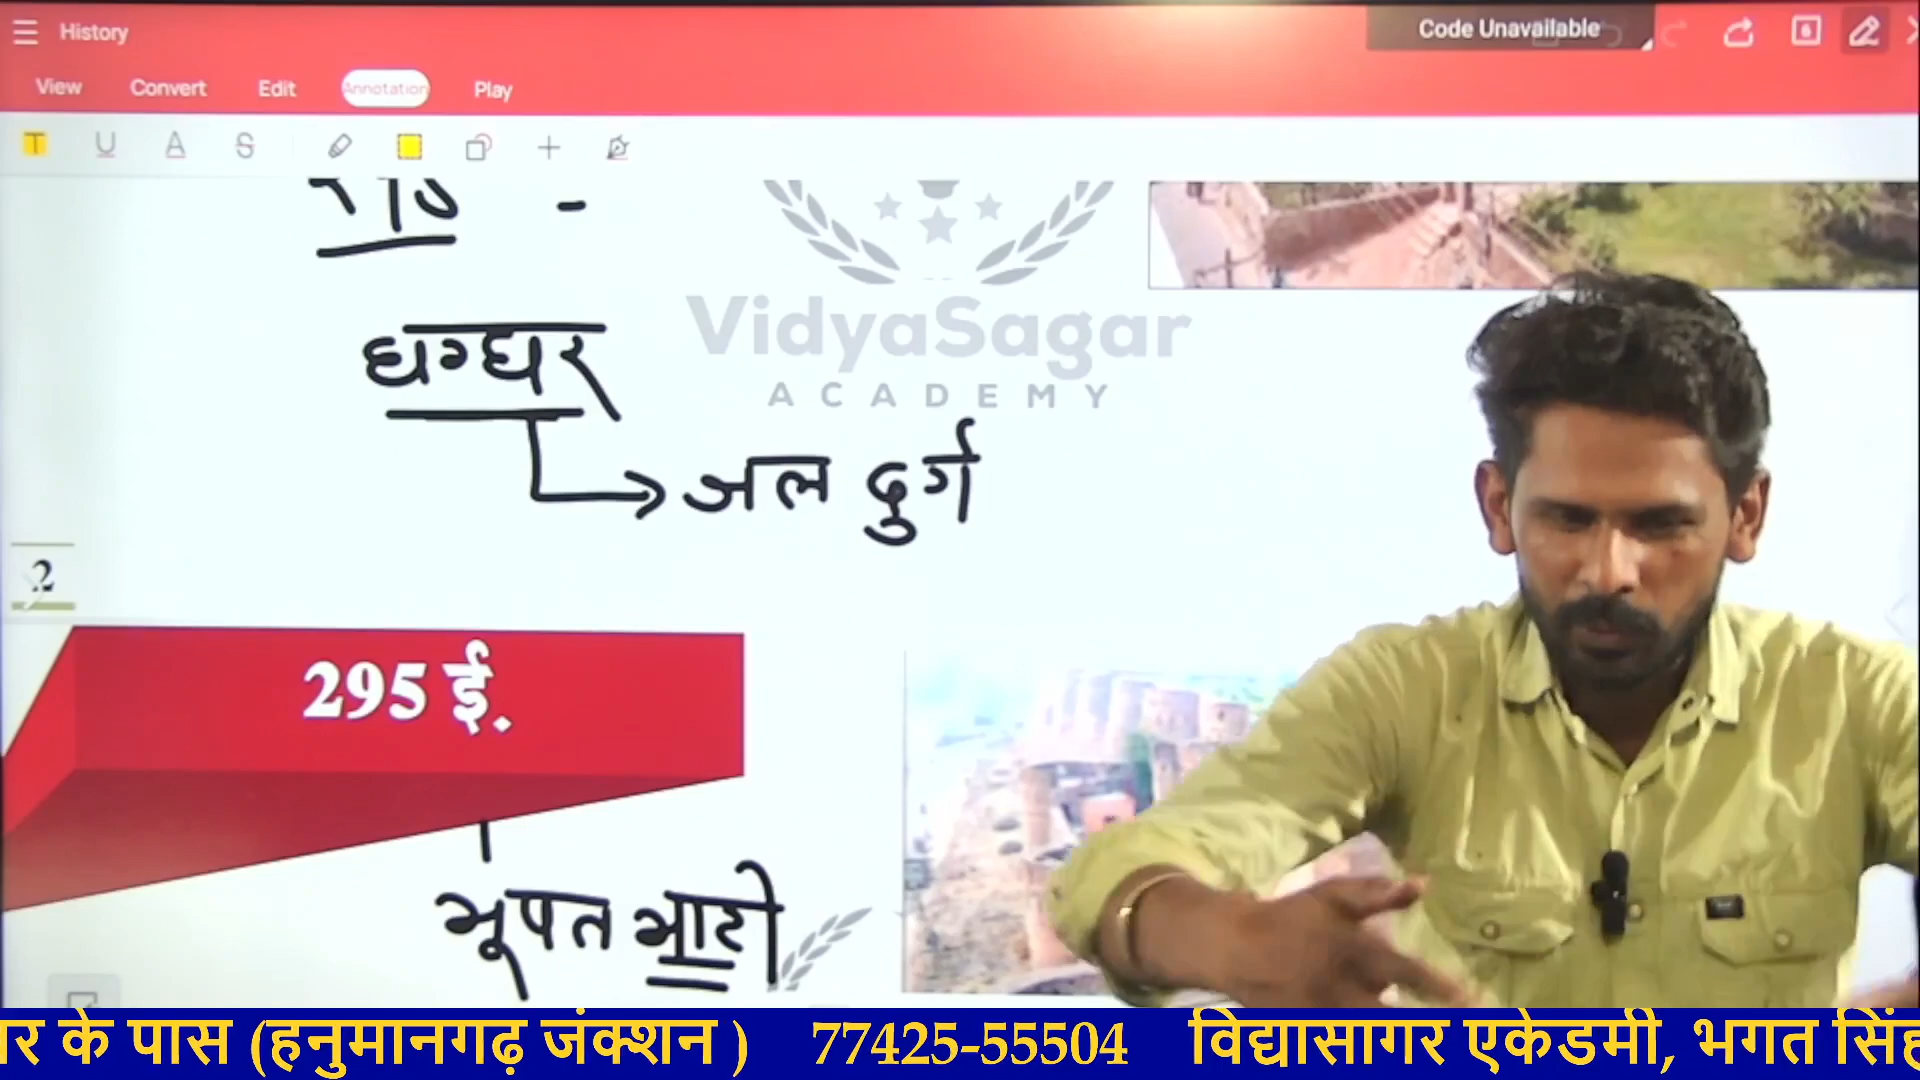 History
Code Unavailable
View Convert Edit Annotation Play
T U A S
-
VidyaSagar
ACADEMY
घग्घर
जल दुर्ग
2
295 ई.
भूपत भाटी
र के पास (हनुमानगढ़ जंक्शन ) 77425-55504 विद्यासागर एकेडमी, भगत सिंह